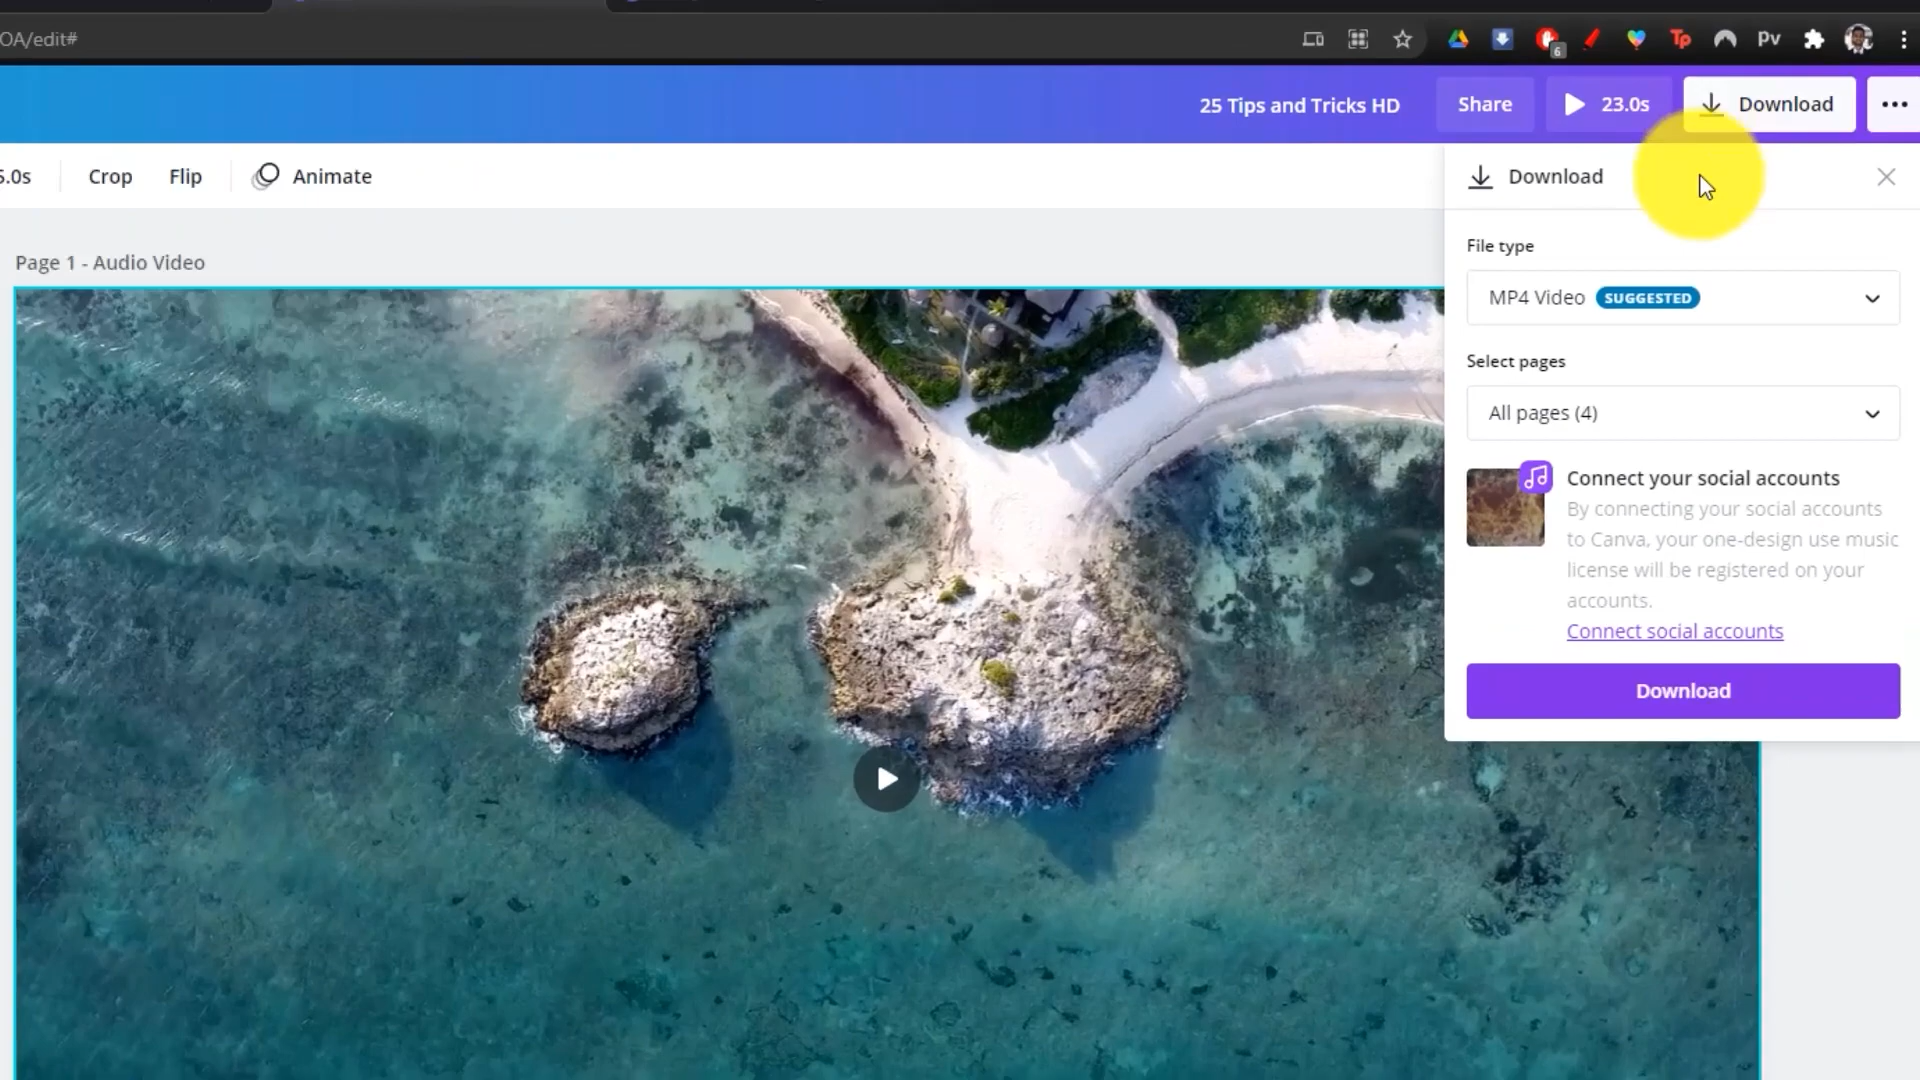 OA/edit#
6
Tp
Pv
25 Tips and Tricks HD
Share
23.0s
Download
5.0s
Crop
Flip
Animate
Download
Page 1 - Audio Video
File type
MP4 Video SUGGESTED
Select pages
All pages (4)
Connect your social accounts
By connecting your social accounts
to Canva, your one-design use music
license will be registered on your
accounts.
Connect social accounts
Download